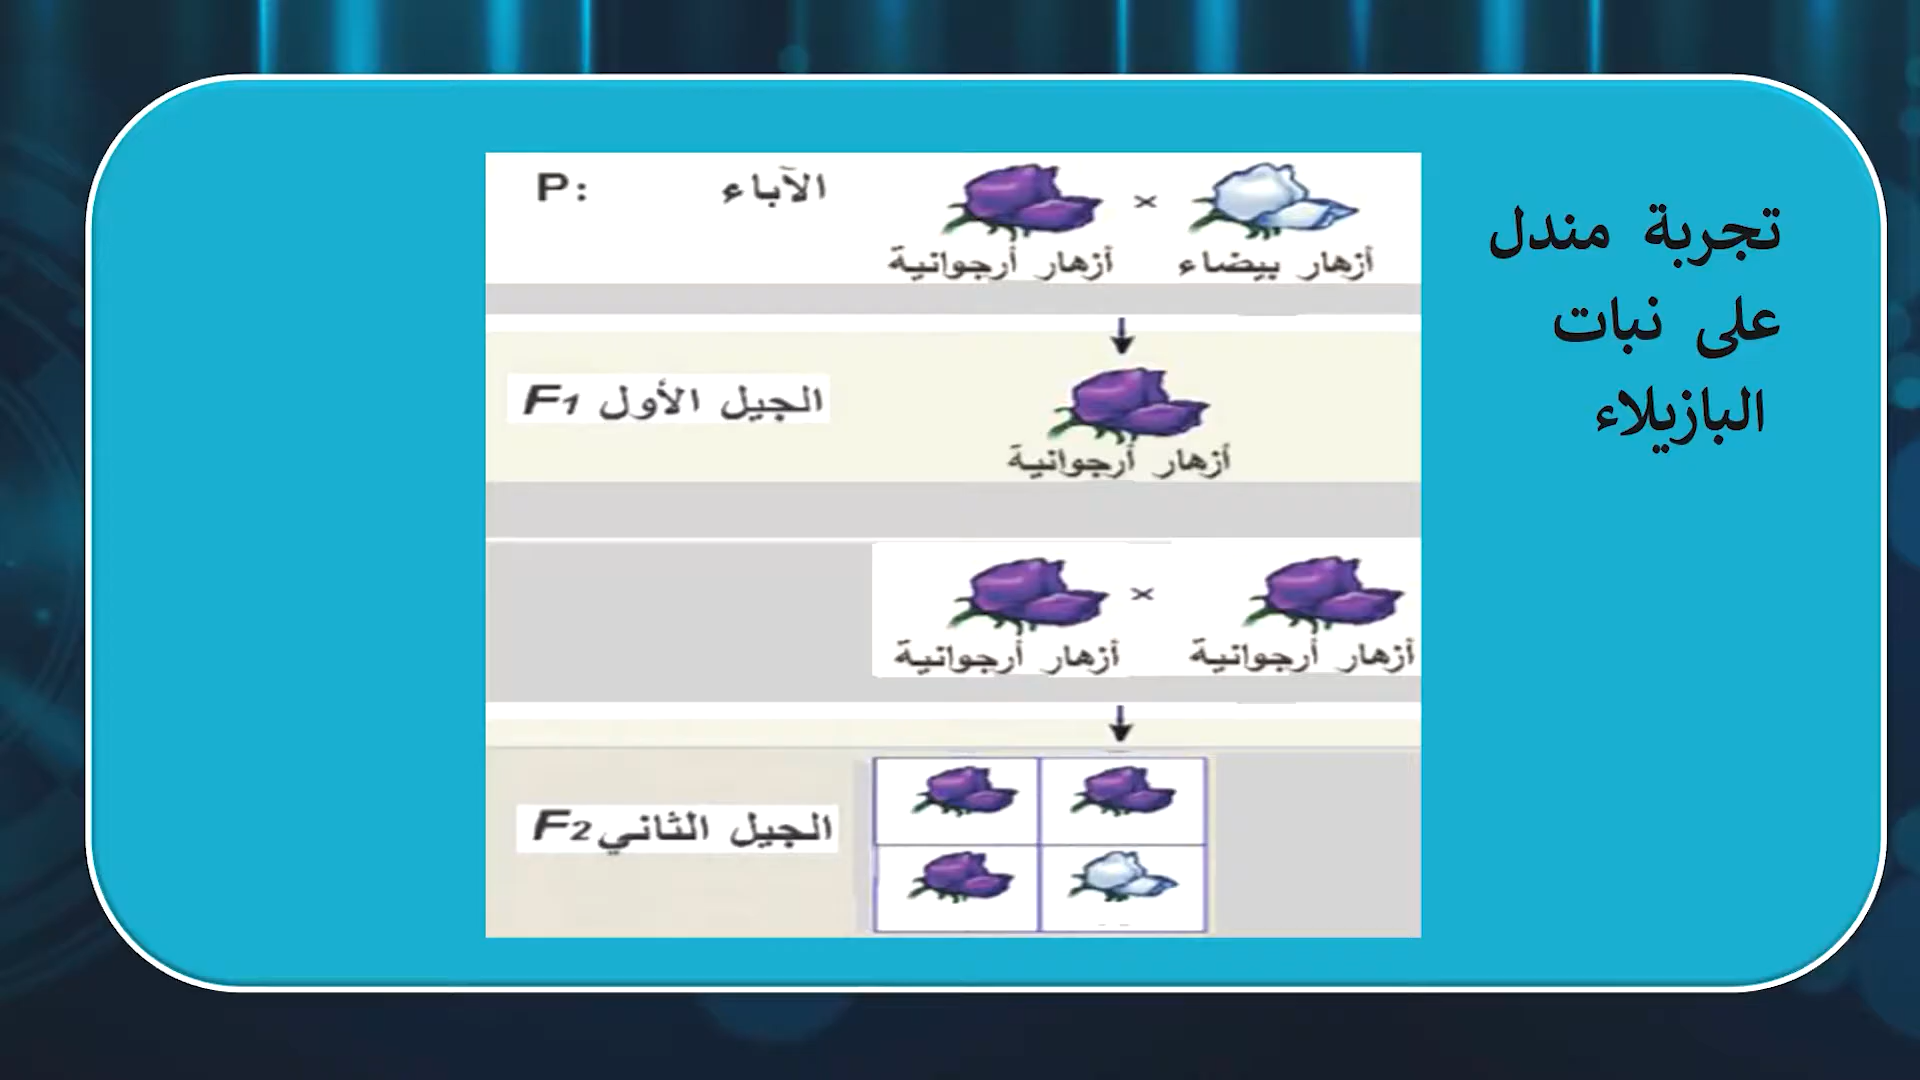 تجربة مندل
على نبات
البازيلاء
P: الآباء
×
أزهار أرجوانية
أزهار بيضاء
الجيل الأول F1
أزهار أرجوانية
×
أزهار أرجوانية
أزهار أرجوانية
الجيل الثاني F2